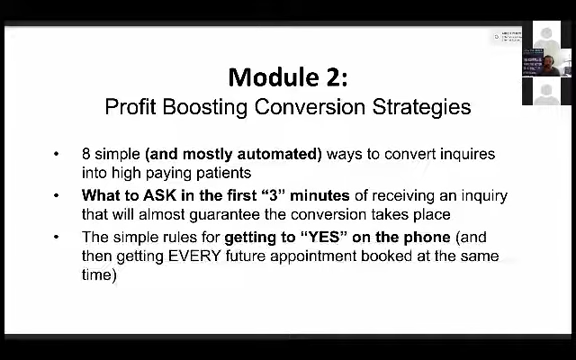 Module 2:
Profit Boosting Conversion Strategies
• 8 simple (and mostly automated) ways to convert inquires
into high paying patients
• What to ASK in the first “3” minutes of receiving an inquiry
that will almost guarantee the conversion takes place
• The simple rules for getting to “YES” on the phone (and
then getting EVERY future appointment booked at the same
time)